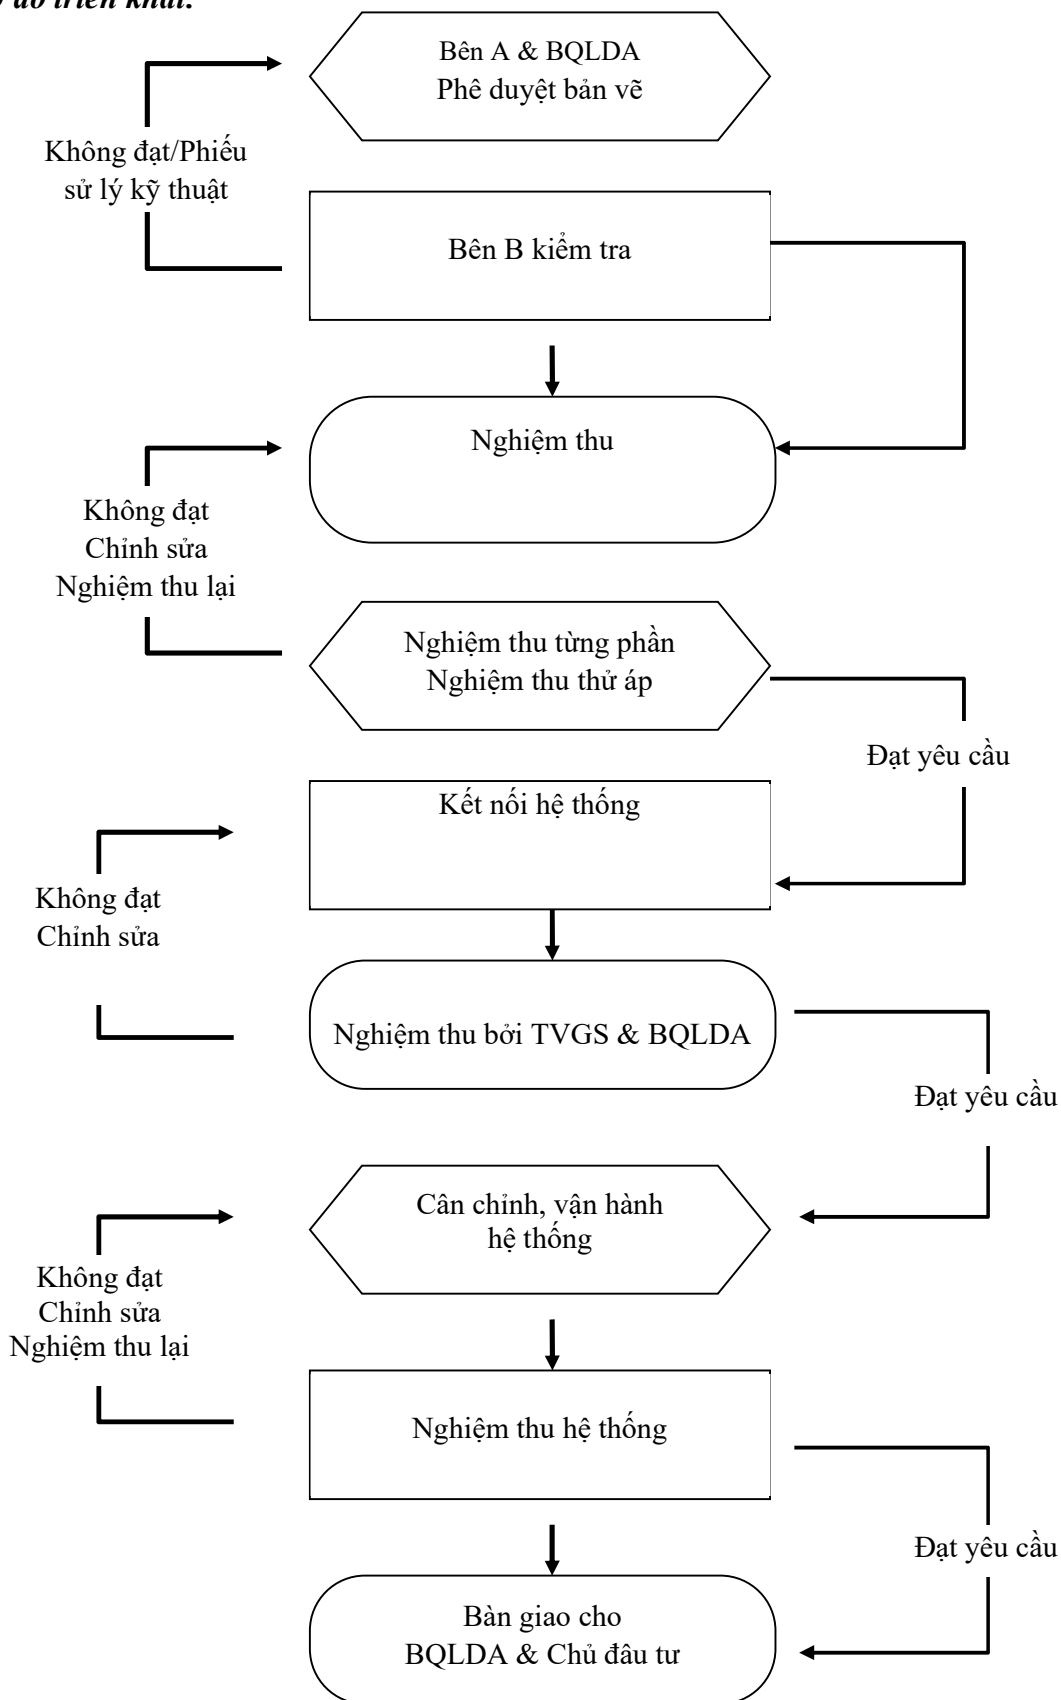 đồ triển khai:
Bên A & BQLDA
Phê duyệt bản vẽ
Không đạt/Phiếu
sử lý kỹ thuật
Bên B kiểm tra
Nghiệm thu
Không đạt
Chỉnh sửa
Nghiệm thu lại
Nghiệm thu từng phần
Nghiệm thu thử áp
Đạt yêu cầu
Kết nối hệ thống
Không đạt
Chỉnh sửa
Nghiệm thu bởi TVGS & BQLDA
Đạt yêu cầu
Cân chỉnh, vận hành
hệ thống
Không đạt
Chỉnh sửa
Nghiệm thu lại
Nghiệm thu hệ thống
Đạt yêu cầu
Bàn giao cho
BQLDA & Chủ đầu tư